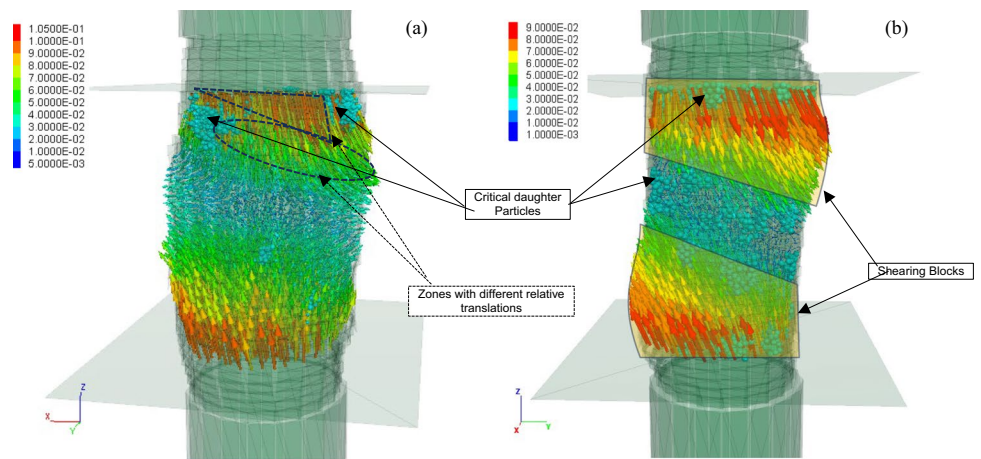 (a)
1.0500E-01
1.0000E-01
9.0000E-02
8.0000E-02
7.0000E-02
6.0000E-02
5.0000E-02
4.0000E-02
3.0000E-02
2.0000E-02
1.0000E-02
5.0000E-03
Z
X
Y
Critical daughter
Particles
Zones with different relative
translations
(b)
9.0000E-02
8.0000E-02
7.0000E-02
6.0000E-02
5.0000E-02
4.0000E-02
3.0000E-02
2.0000E-02
1.0000E-02
1.0000E-03
Shearing Blocks
Z
X
Y